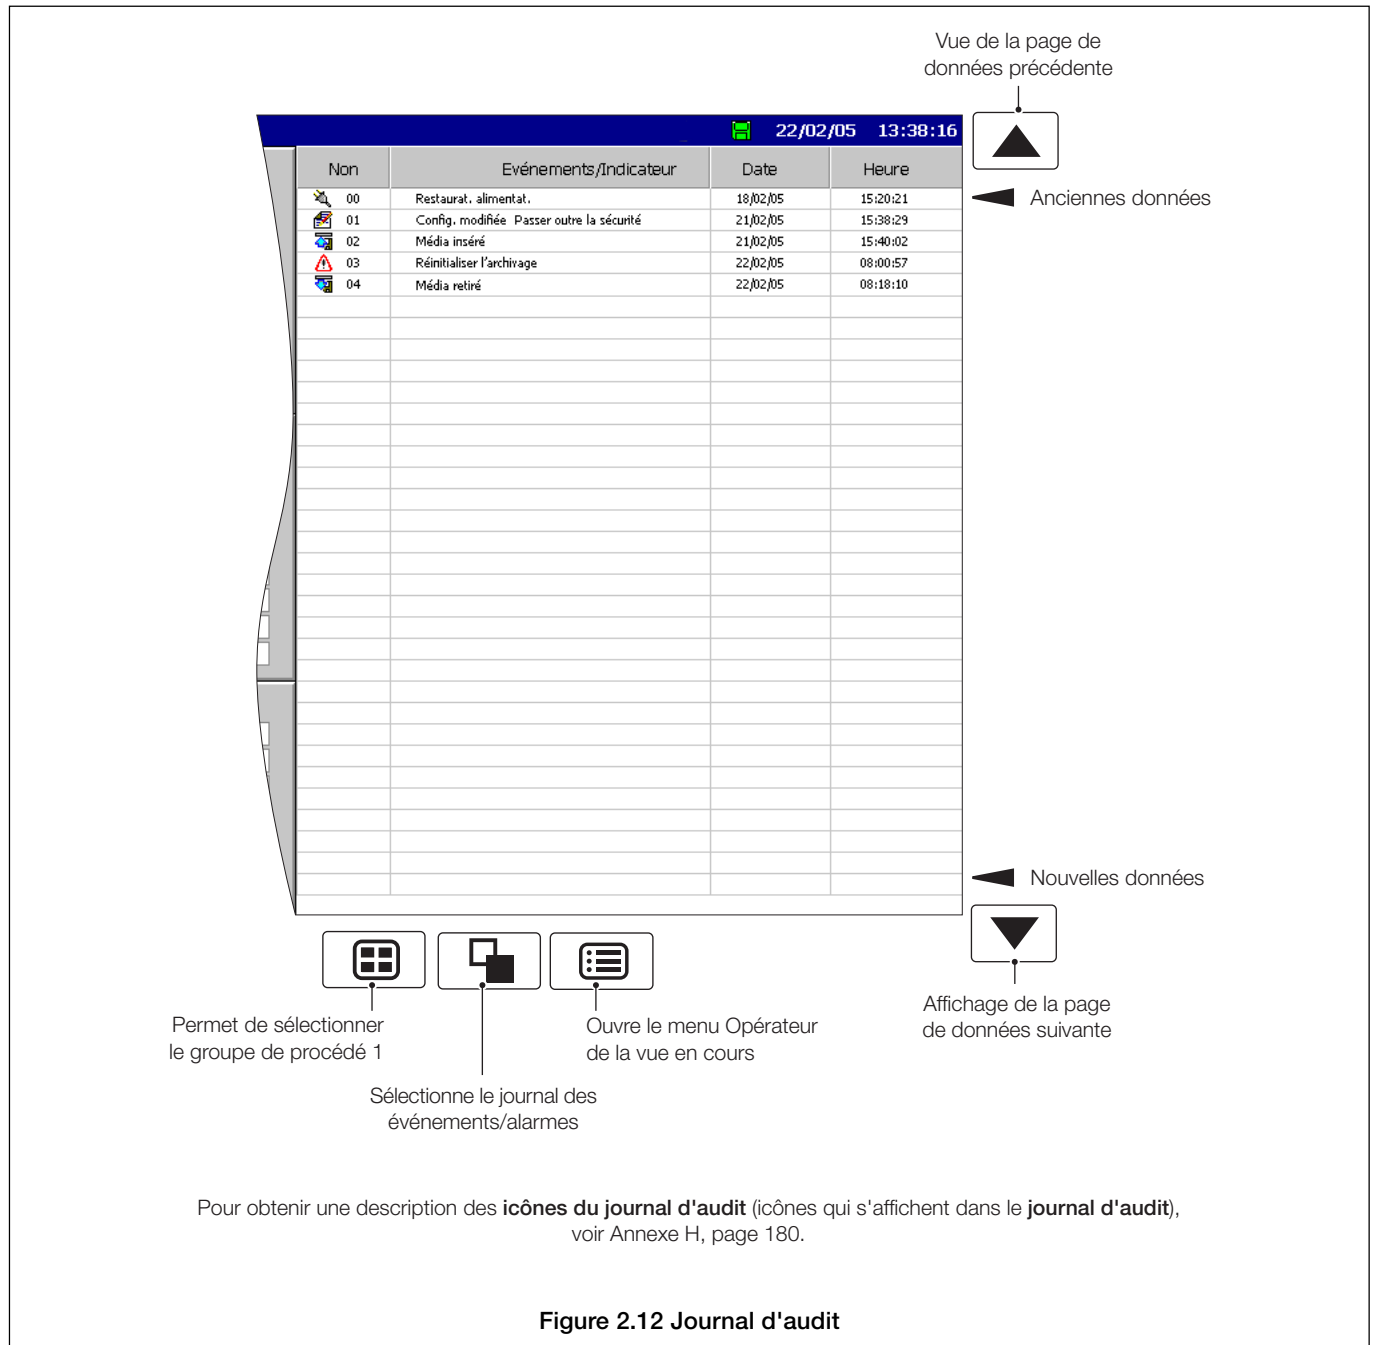 Vue de la page de
données précédente
22/02/05 13:38:16
Non Evénements/Indicateur Date Heure
00 Restaurat. alimentat. 18/02/05 15:20:21
Anciennes données
01 Config. modifiée Passer outre la sécurité 21/02/05 15:38:29
02 Média inséré 21/02/05 15:40:02
03 Réinitialiser l'archivage 22/02/05 08:00:57
04 Média retiré 22/02/05 08:18:10
Nouvelles données
Permet de sélectionner
le groupe de procédé 1
Sélectionne le journal des
événements/alarmes
Ouvre le menu Opérateur
de la vue en cours
Affichage de la page
de données suivante
Pour obtenir une description des icônes du journal d'audit (icônes qui s'affichent dans le journal d'audit),
voir Annexe H, page 180.
Figure 2.12 Journal d'audit